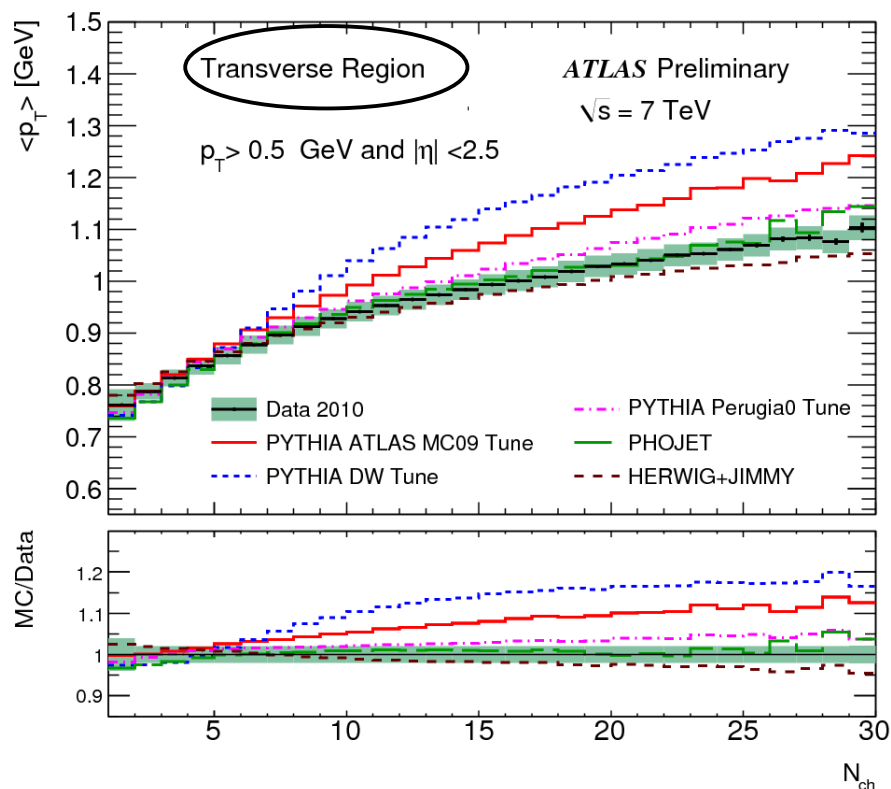 1.5
1.4
1.3
1.2
1.1
1
0.9
0.8
0.7
0.6
<p_T> [GeV]
Transverse Region
ATLAS Preliminary
√s = 7 TeV
p_T> 0.5 GeV and |η| <2.5
Data 2010
PYTHIA ATLAS MC09 Tune
PYTHIA DW Tune
PYTHIA Perugia0 Tune
PHOJET
HERWIG+JIMMY
MC/Data
1.2
1.1
1
0.9
5 10 15 20 25 30
N_ch